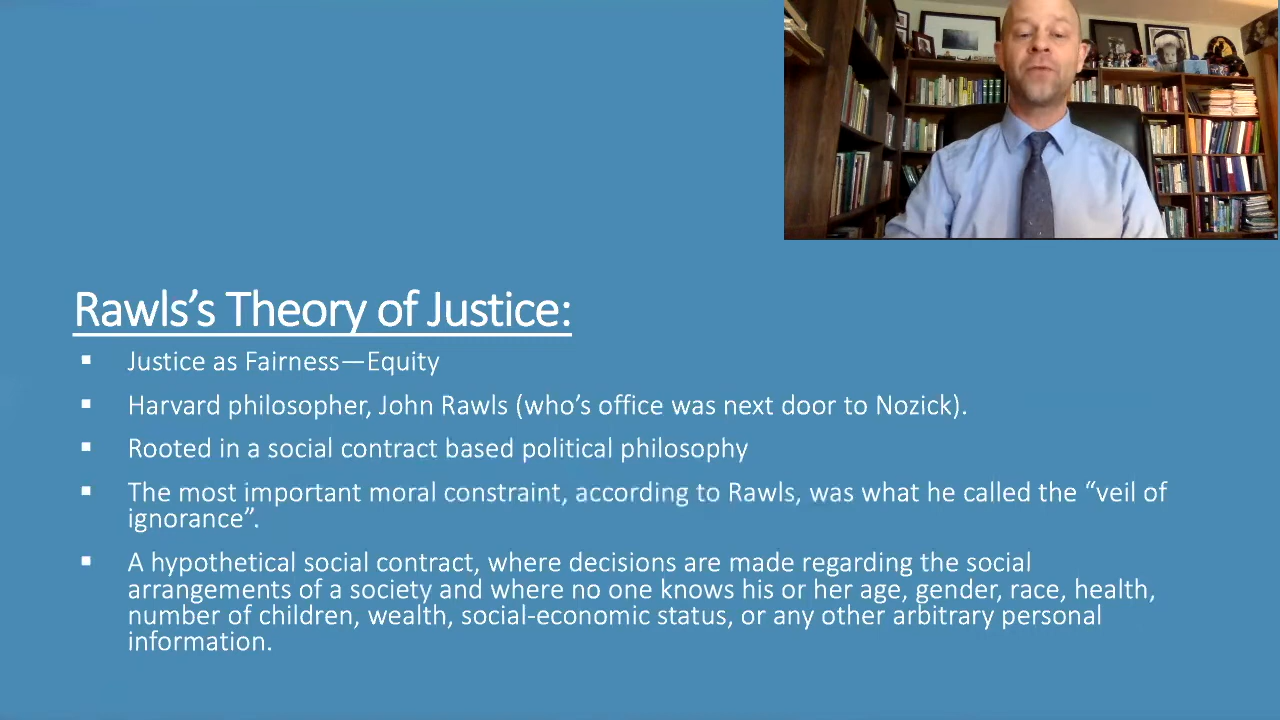 Rawls's Theory of Justice:
▪ Justice as Fairness—Equity
▪ Harvard philosopher, John Rawls (who's office was next door to Nozick).
▪ Rooted in a social contract based political philosophy
▪ The most important moral constraint, according to Rawls, was what he called the “veil of
ignorance”.
▪ A hypothetical social contract, where decisions are made regarding the social
arrangements of a society and where no one knows his or her age, gender, race, health,
number of children, wealth, social-economic status, or any other arbitrary personal
information.